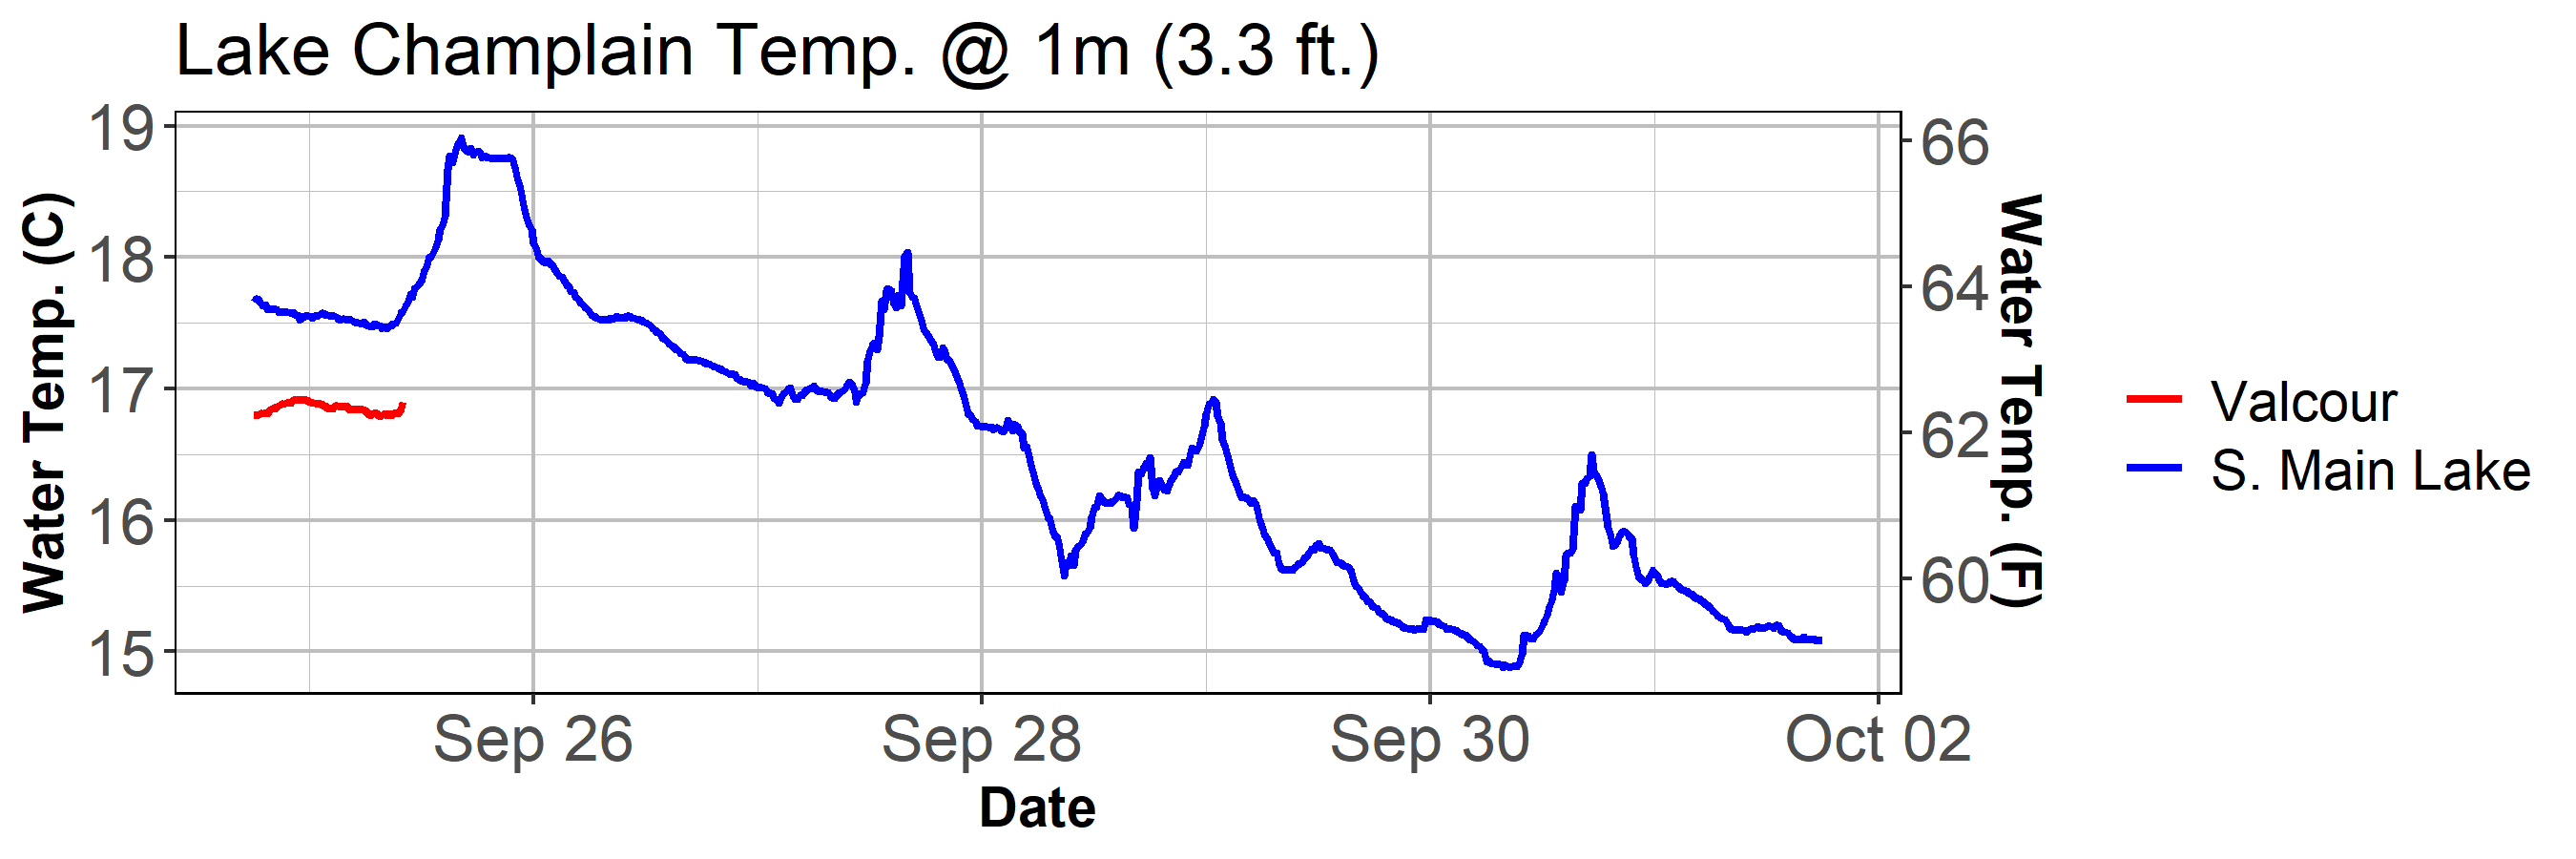 Lake Champlain Temp. @ 1m (3.3 ft.)
Water Temp. (C)
19
18
17
16
15
66
64
62
60
Water Temp. (F)
Sep 26
Sep 28
Sep 30
Oct 02
Date
Valcour
S. Main Lake